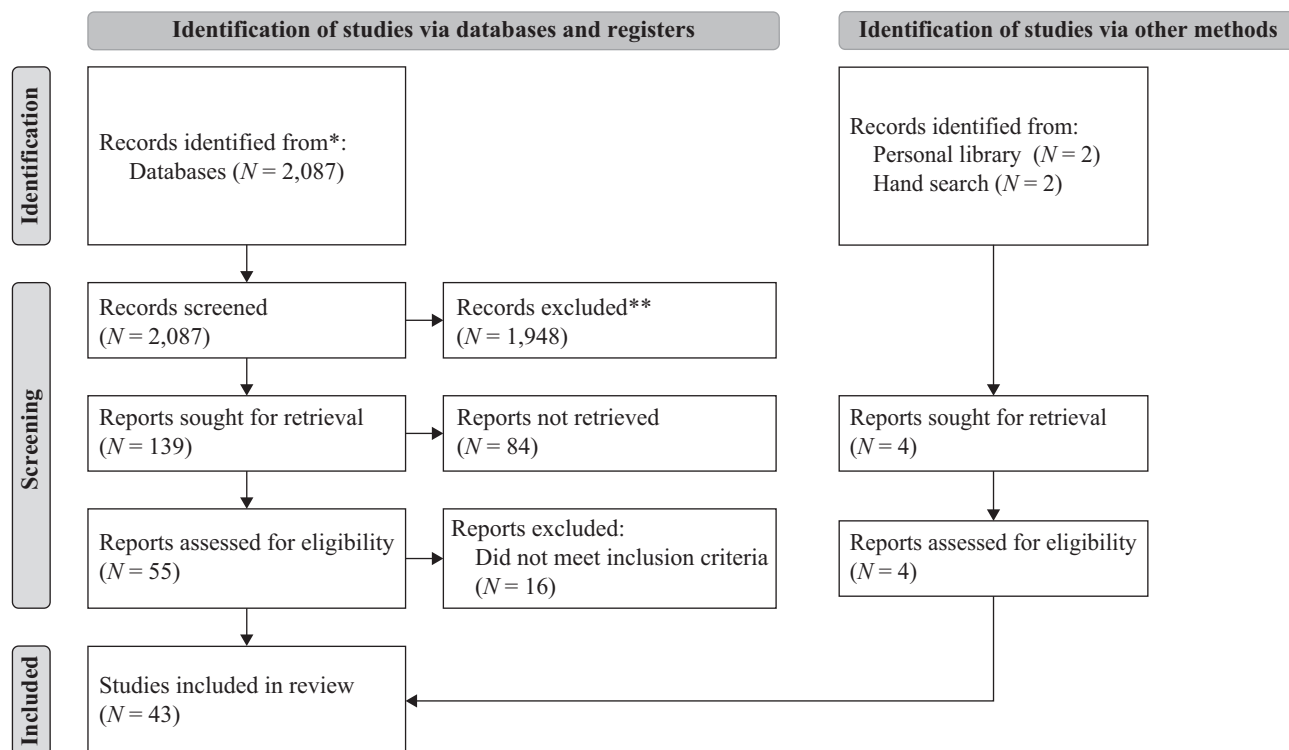 Identification of studies via databases and registers
Identification of studies via other methods
Identification
Records identified from*:
Databases (N = 2,087)
Records identified from:
Personal library (N = 2)
Hand search (N = 2)
Screening
Records screened
(N = 2,087)
Records excluded**
(N = 1,948)
Reports sought for retrieval
(N = 139)
Reports not retrieved
(N = 84)
Reports sought for retrieval
(N = 4)
Reports assessed for eligibility
(N = 55)
Reports excluded:
Did not meet inclusion criteria
(N = 16)
Reports assessed for eligibility
(N = 4)
Included
Studies included in review
(N = 43)